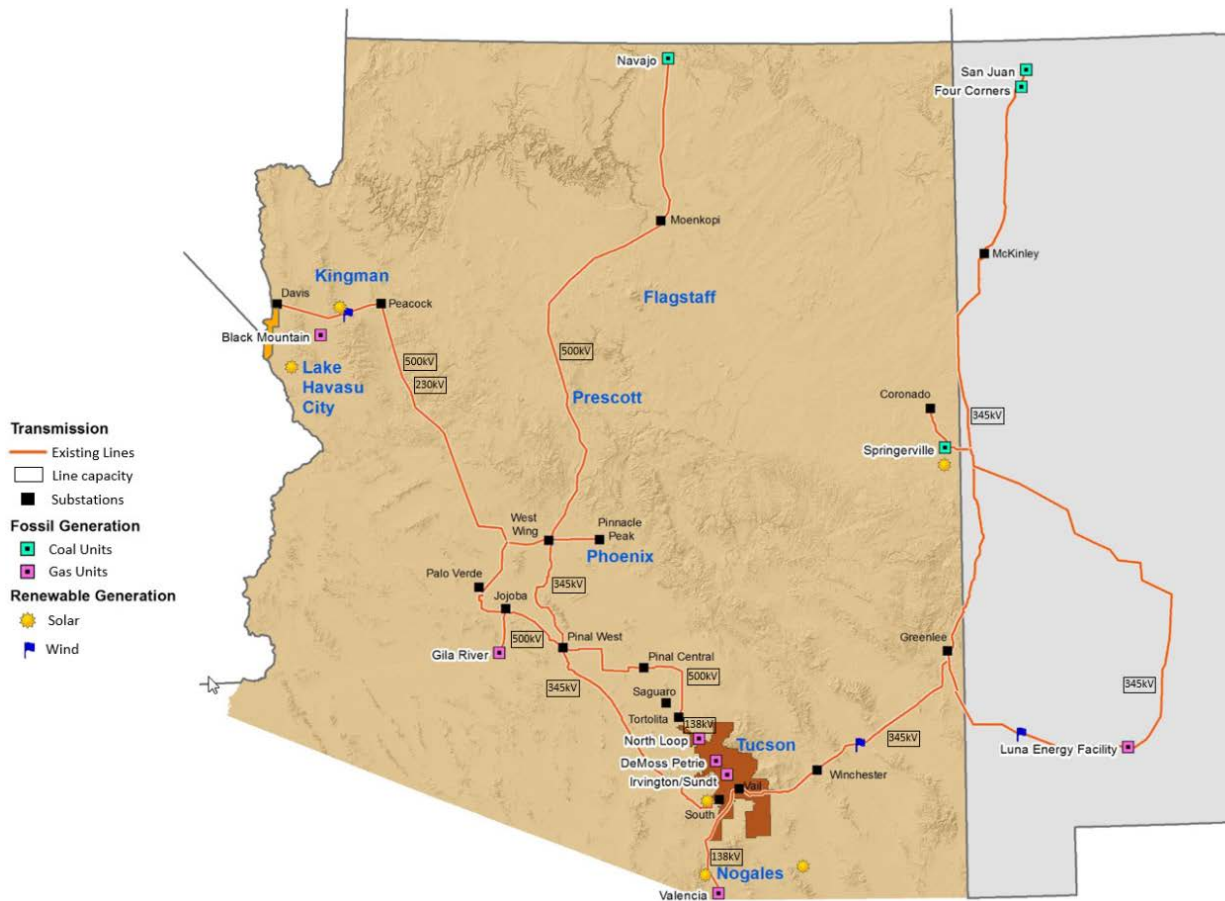 Navajo
San Juan
Four Corners
Moenkopi
McKinley
Kingman
Davis
Peacock
Flagstaff
Black Mountain
500kV
500kV
Lake
Havasu
City
230kV
Prescott
Coronado
345kV
Springerville
Transmission
Existing Lines
Line capacity
Substations
Fossil Generation
Coal Units
Gas Units
Renewable Generation
Solar
Wind
West
Wing
Pinnacle
Peak
Phoenix
Palo Verde
345kV
Jojoba
500kV
Pinal West
Greenlee
Gila River
Pinal Central
500kV
345kV
345kV
Saguaro
Tortolita
138kV
North Loop
Tucson
345kV
Luna Energy Facility
DeMoss Petrie
Irvington/Sundt
Winchester
Vail
South
138kV
Nogales
Valencia